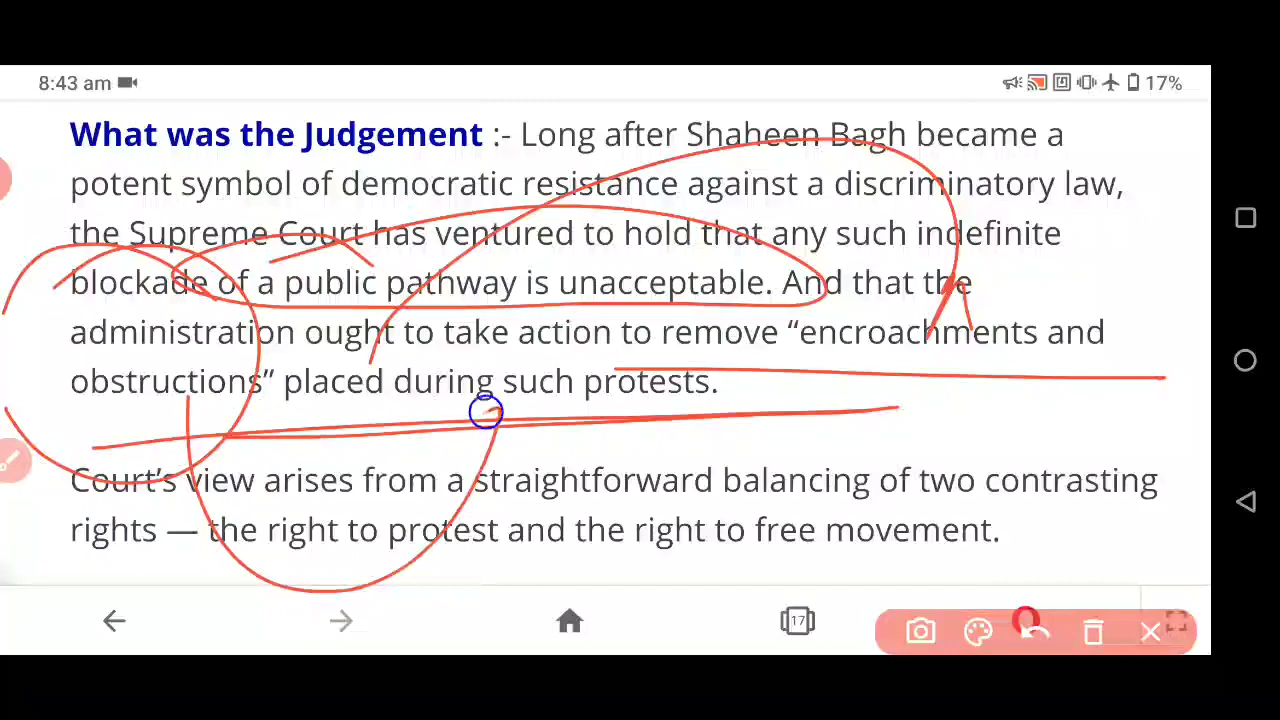 8:43 am
17%
What was the Judgement :- Long after Shaheen Bagh became a
potent symbol of democratic resistance against a discriminatory law,
the Supreme Court has ventured to hold that any such indefinite
blockade of a public pathway is unacceptable. And that the
administration ought to take action to remove “encroachments and
obstructions” placed during such protests.
Court’s view arises from a straightforward balancing of two contrasting
rights — the right to protest and the right to free movement.
17